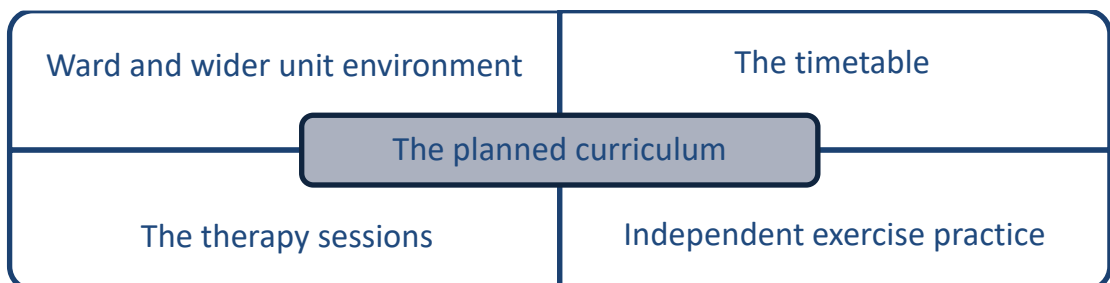 Ward and wider unit environment
The timetable
The planned curriculum
The therapy sessions
Independent exercise practice